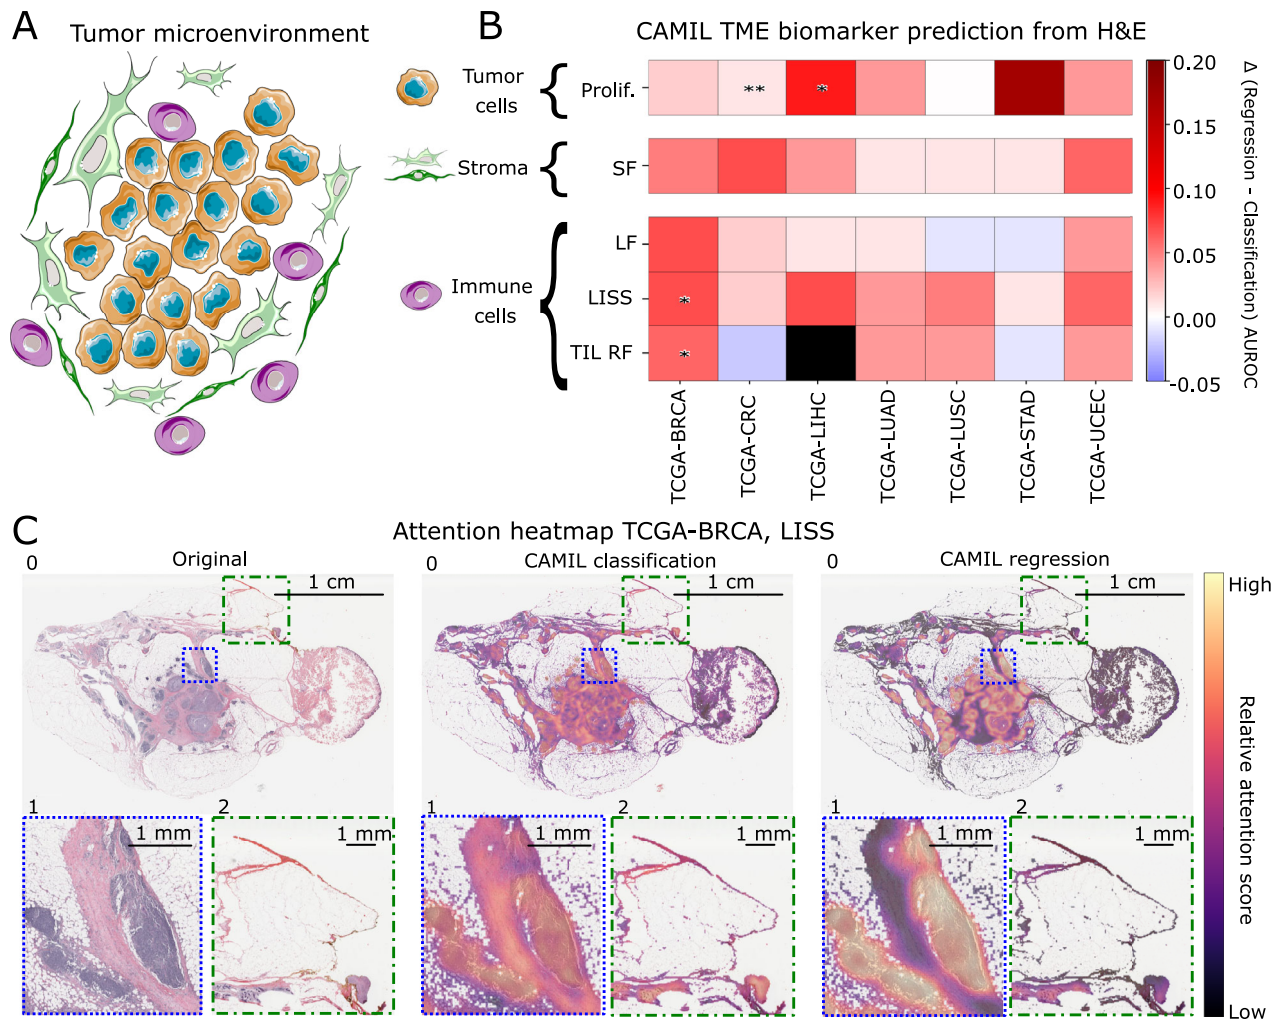 A
Tumor microenvironment
B
CAMIL TME biomarker prediction from H&E
Tumor
cells
Stroma
Immune
cells
Prolif.
**
*
SF
LF
LISS
*
TIL RF
*
TCGA-BRCA
TCGA-CRC
TCGA-LIHC
TCGA-LUAD
TCGA-LUSC
TCGA-STAD
TCGA-UCEC
0.20
0.15
0.10
0.05
0.00
-0.05
Δ (Regression - Classification) AUROC
C
Attention heatmap TCGA-BRCA, LISS
0
Original
1 cm
0
CAMIL classification
1 cm
0
CAMIL regression
1 cm
1
1 mm
2
1 mm
1
1 mm
2
1 mm
1
1 mm
2
1 mm
High
Relative attention score
Low